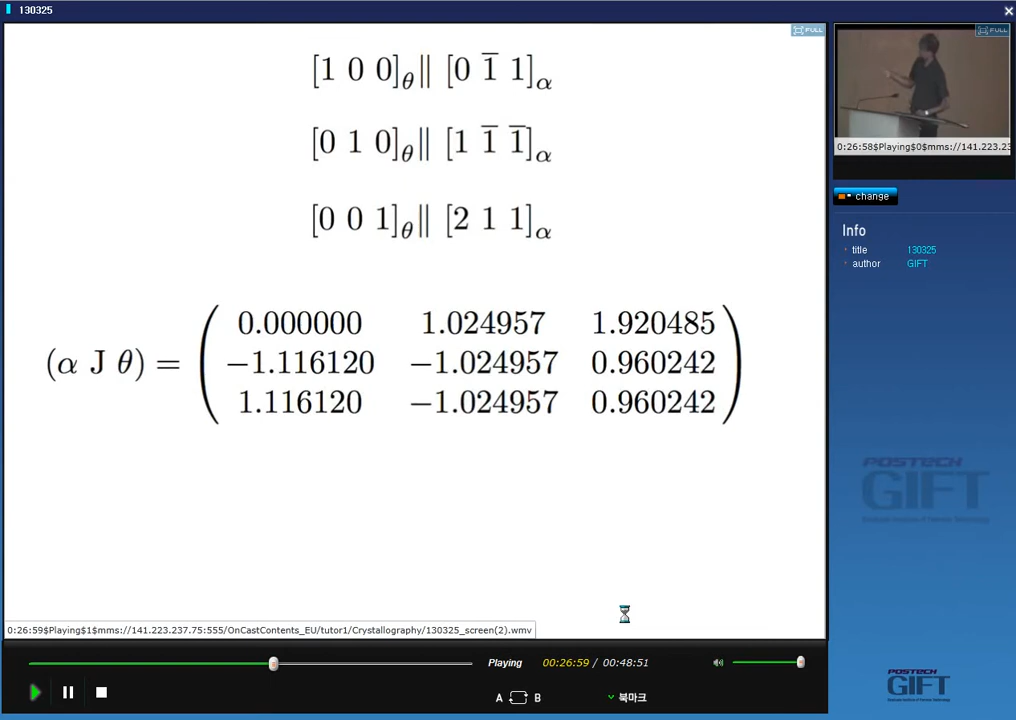 130325
FULL
[1 0 0]θ ∥ [0 1̅ 1]α
[0 1 0]θ ∥ [1 1̅ 1̅]α
[0 0 1]θ ∥ [2 1 1]α
(α J θ) =
0.000000 1.024957 1.920485
−1.116120 −1.024957 0.960242
1.116120 −1.024957 0.960242
0:26:59$Playing$1$mms://141.223.237.75:555/OnCastContents_EU/tutor1/Crystallography/130325_screen(2).wmv
Playing 00:26:59 / 00:48:51
A B 북마크
FULL
0:26:58$Playing$0$mms://141.223.23
change
Info
title 130325
author GIFT
POSTECH
GIFT
POSTECH
GIFT